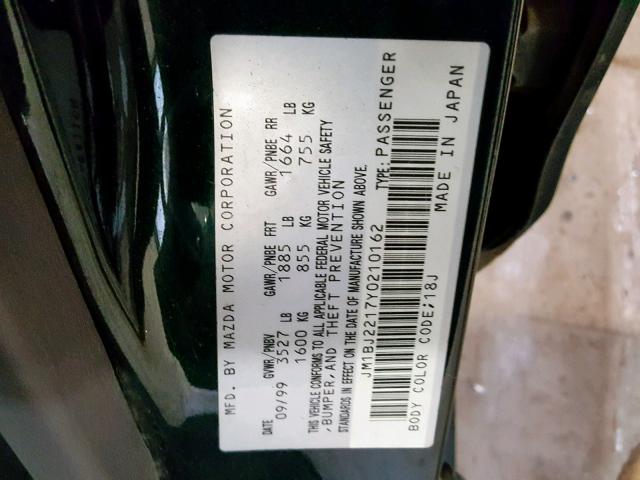 MFD. BY MAZDA MOTOR CORPORATION
DATE GVWR/PNBV GAWR/PNBE FRT GAWR/PNBE RR
09/99 3527 LB 1885 LB 1664 LB
1600 KG 855 KG 755 KG
THIS VEHICLE CONFORMS TO ALL APPLICABLE FEDERAL MOTOR VEHICLE SAFETY
, BUMPER, AND THEFT PREVENTION
STANDARDS IN EFFECT ON THE DATE OF MANUFACTURE SHOWN ABOVE.
JM1BJ2217Y0210162 TYPE: PASSENGER
BODY COLOR CODE;18J MADE IN JAPAN